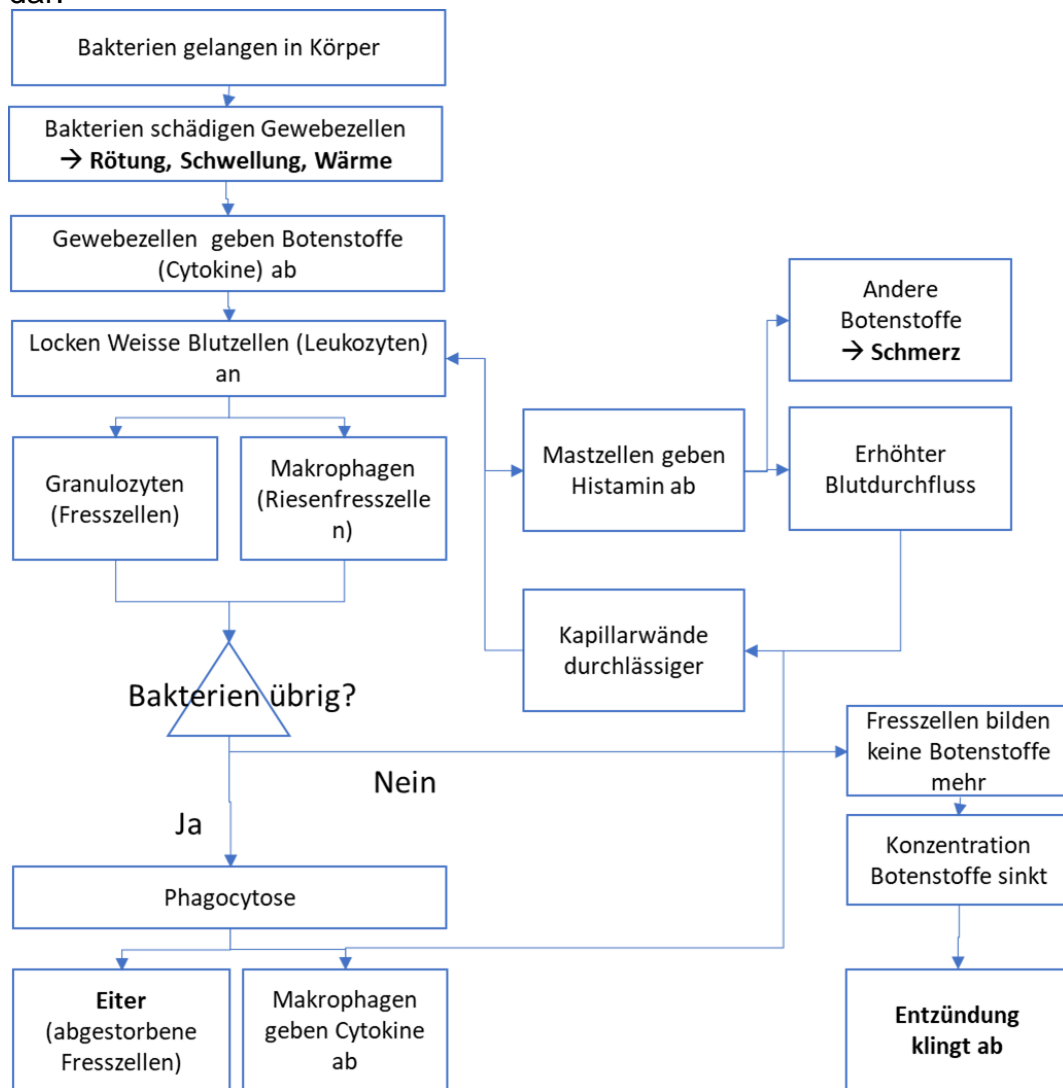 Bakterien gelangen in Körper
Bakterien schädigen Gewebezellen
→ Rötung, Schwellung, Wärme
Gewebezellen geben Botenstoffe
(Cytokine) ab
Locken Weisse Blutzellen (Leukozyten)
an
Granulozyten
(Fresszellen)
Makrophagen
(Riesenfresszelle
n)
Mastzellen geben
Histamin ab
Andere
Botenstoffe
→ Schmerz
Erhöhter
Blutdurchfluss
Kapillarwände
durchlässiger
Bakterien übrig?
Nein
Ja
Fresszellen bilden
keine Botenstoffe
mehr
Konzentration
Botenstoffe sinkt
Entzündung
klingt ab
Phagocytose
Eiter
(abgestorbene
Fresszellen)
Makrophagen
geben Cytokine
ab